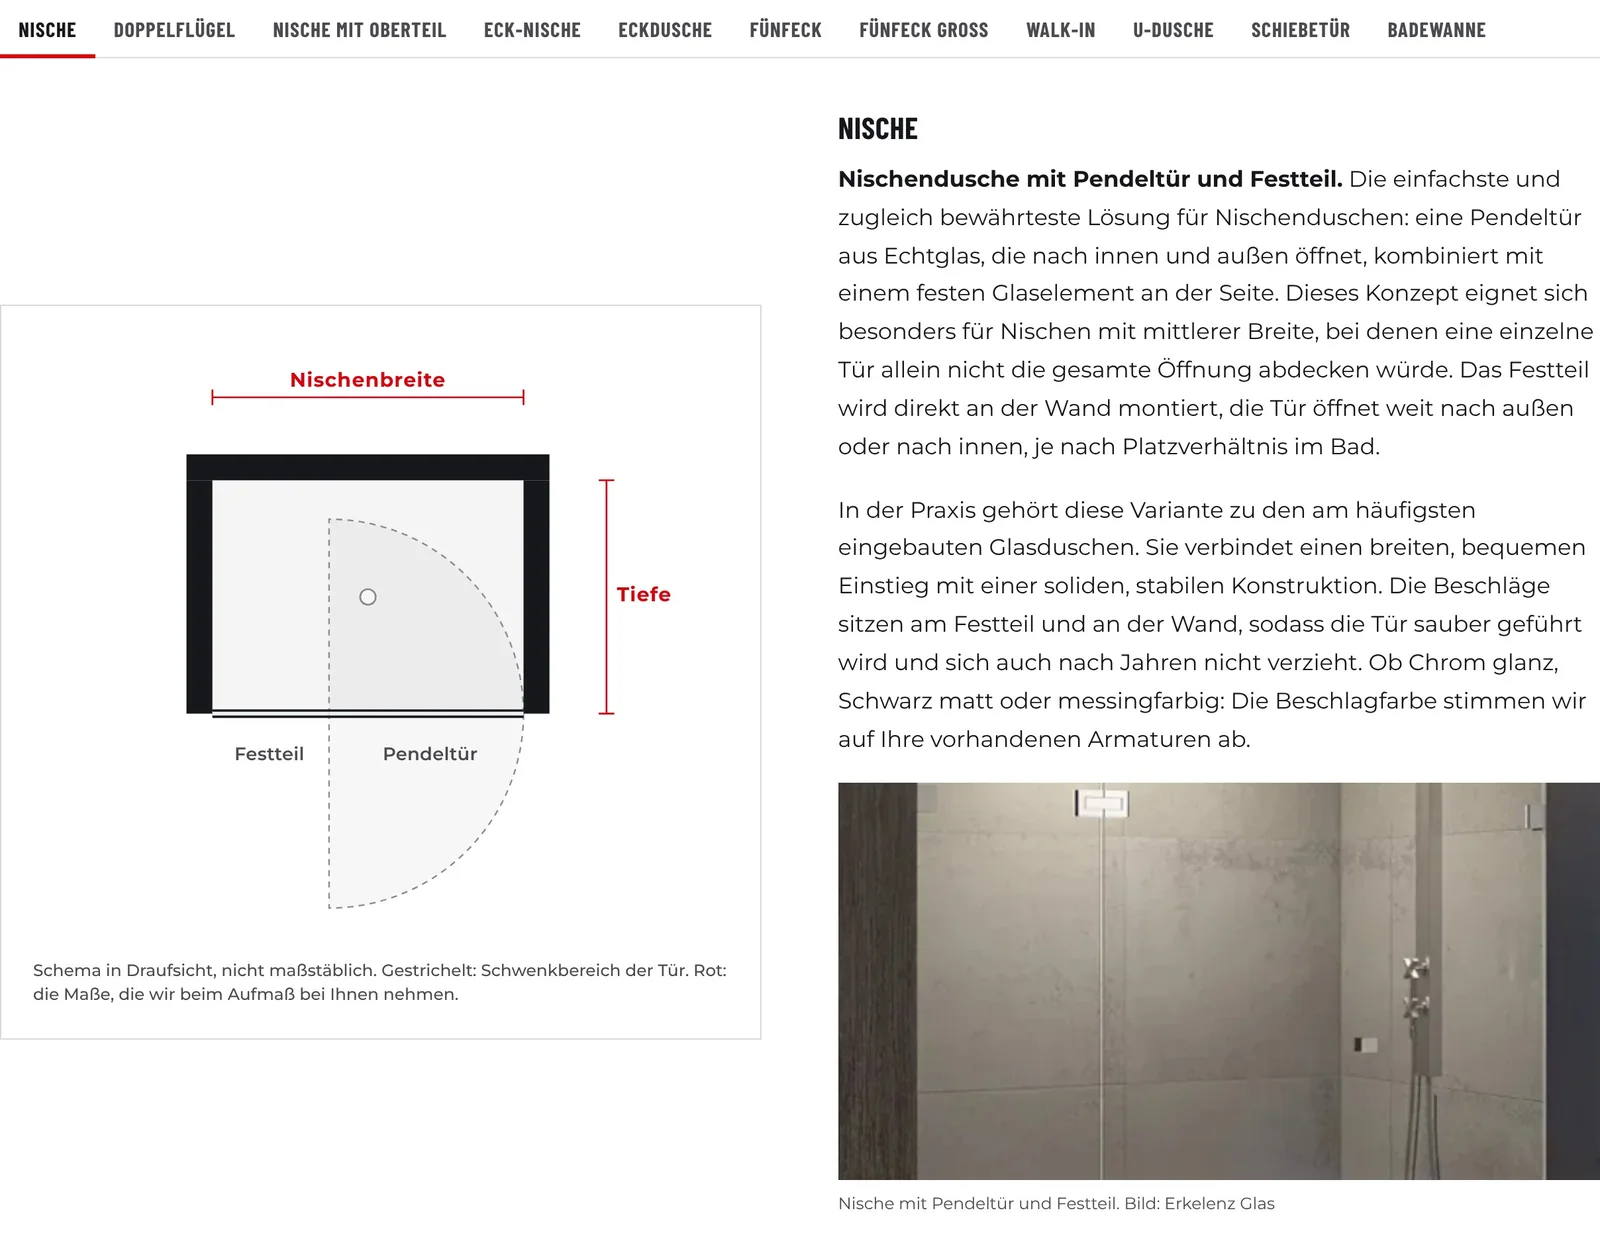 NISCHE DOPPELFLÜGEL NISCHE MIT OBERTEIL ECK-NISCHE ECKDUSCHE FÜNFECK FÜNFECK GROSS WALK-IN U-DUSCHE SCHIEBETÜR BADEWANNE
Nischenbreite
Tiefe
Festteil Pendeltür
Schema in Draufsicht, nicht maßstäblich. Gestrichelt: Schwenkbereich der Tür. Rot:
die Maße, die wir beim Aufmaß bei Ihnen nehmen.
NISCHE
Nischendusche mit Pendeltür und Festteil. Die einfachste und
zugleich bewährteste Lösung für Nischenduschen: eine Pendeltür
aus Echtglas, die nach innen und außen öffnet, kombiniert mit
einem festen Glaselement an der Seite. Dieses Konzept eignet sich
besonders für Nischen mit mittlerer Breite, bei denen eine einzelne
Tür allein nicht die gesamte Öffnung abdecken würde. Das Festteil
wird direkt an der Wand montiert, die Tür öffnet weit nach außen
oder nach innen, je nach Platzverhältnis im Bad.
In der Praxis gehört diese Variante zu den am häufigsten
eingebauten Glasduschen. Sie verbindet einen breiten, bequemen
Einstieg mit einer soliden, stabilen Konstruktion. Die Beschläge
sitzen am Festteil und an der Wand, sodass die Tür sauber geführt
wird und sich auch nach Jahren nicht verzieht. Ob Chrom glanz,
Schwarz matt oder messingfarbig: Die Beschlagfarbe stimmen wir
auf Ihre vorhandenen Armaturen ab.
Nische mit Pendeltür und Festteil. Bild: Erkelenz Glas